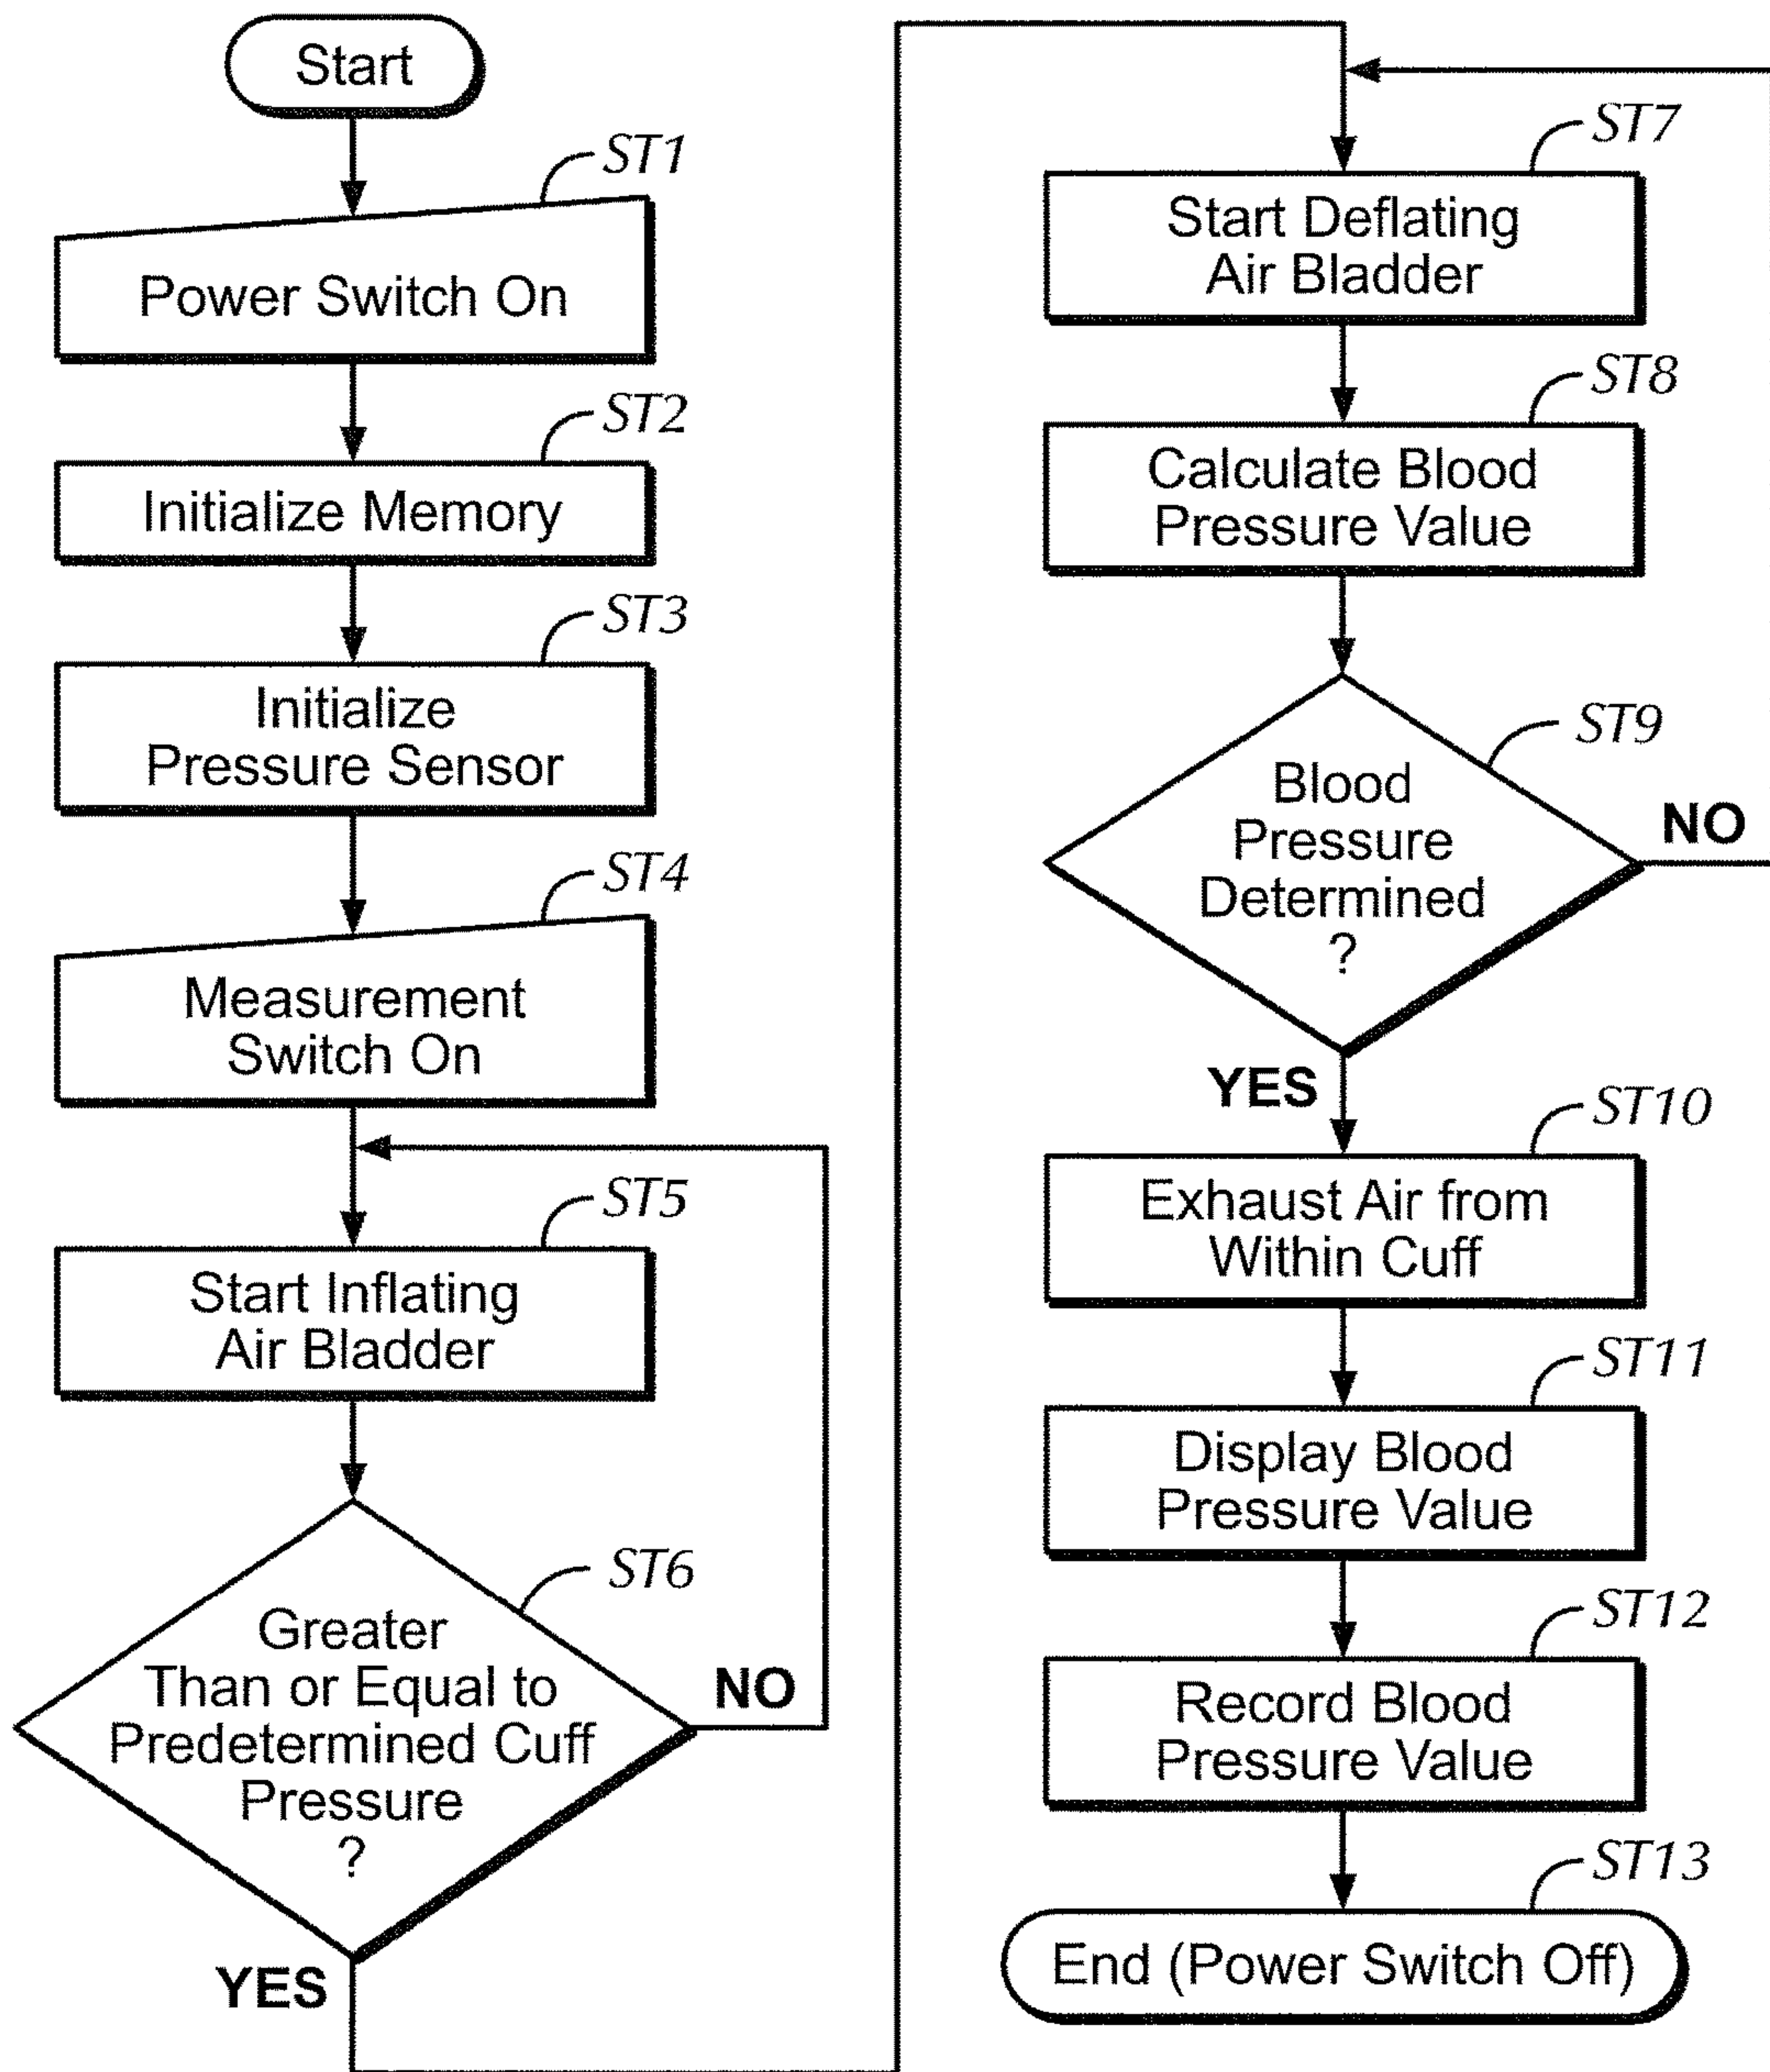 Start
ST1
Power Switch On
ST2
Initialize Memory
ST3
Initialize
Pressure Sensor
ST4
Measurement
Switch On
ST5
Start Inflating
Air Bladder
ST6
Greater
Than or Equal to
Predetermined Cuff
Pressure
?
NO
YES
ST7
Start Deflating
Air Bladder
ST8
Calculate Blood
Pressure Value
ST9
Blood
Pressure
Determined
?
NO
YES
ST10
Exhaust Air from
Within Cuff
ST11
Display Blood
Pressure Value
ST12
Record Blood
Pressure Value
ST13
End (Power Switch Off)